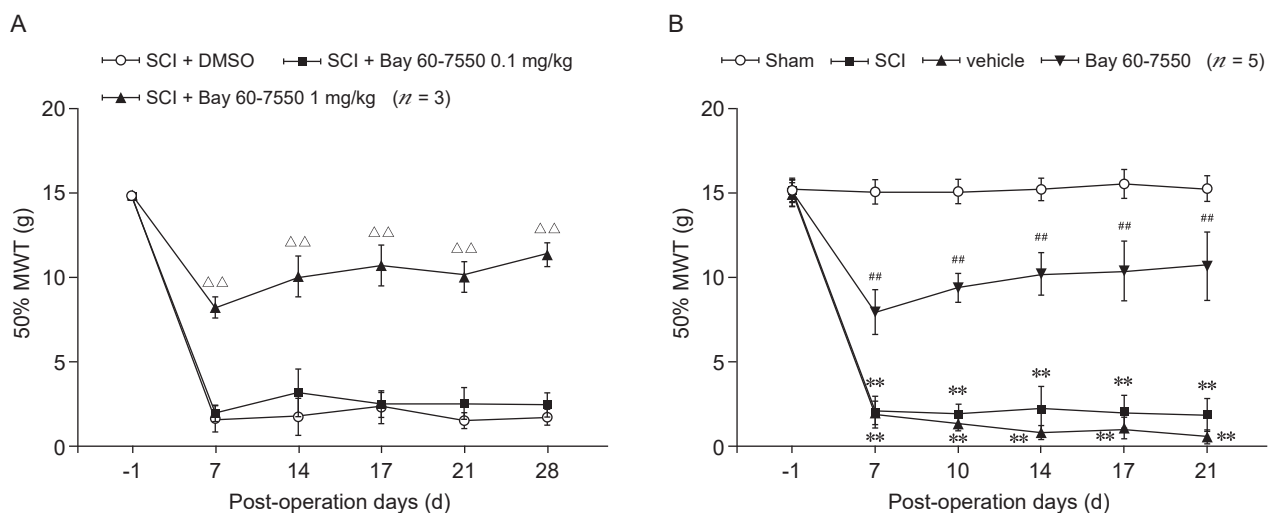 A
SCI + DMSO
SCI + Bay 60-7550 0.1 mg/kg
SCI + Bay 60-7550 1 mg/kg (n = 3)
50% MWT (g)
20
15
10
5
0
△△
△△
△△
△△
△△
-1 7 14 17 21 28
Post-operation days (d)
B
Sham SCI vehicle Bay 60-7550 (n = 5)
50% MWT (g)
20
15
10
5
0
## ## ## ## ##
** ** ** ** **
** ** ** ** **
-1 7 10 14 17 21
Post-operation days (d)